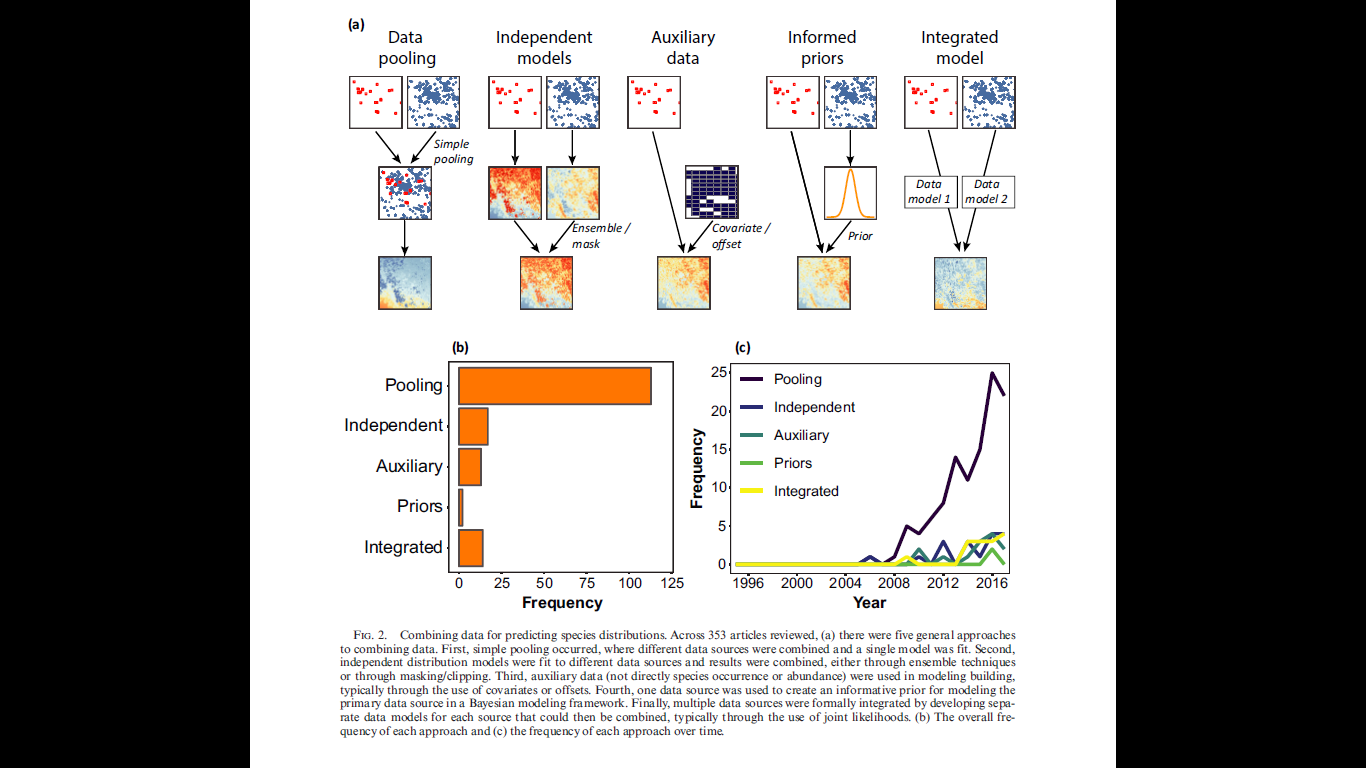 (a)
Data
pooling
Independent
models
Auxiliary
data
Informed
priors
Integrated
model
Simple
pooling
Data
model 1
Data
model 2
Ensemble /
mask
Covariate /
offset
Prior
(b)
Pooling
Independent
Auxiliary
Priors
Integrated
0 25 50 75 100 125
Frequency
(c)
25
20
15
10
5
0
Frequency
Pooling
Independent
Auxiliary
Priors
Integrated
1996 2000 2004 2008 2012 2016
Year
FIG. 2. Combining data for predicting species distributions. Across 353 articles reviewed, (a) there were five general approaches
to combining data. First, simple pooling occurred, where different data sources were combined and a single model was fit. Second,
independent distribution models were fit to different data sources and results were combined, either through ensemble techniques
or through masking/clipping. Third, auxiliary data (not directly species occurrence or abundance) were used in modeling building,
typically through the use of covariates or offsets. Fourth, one data source was used to create an informative prior for modeling the
primary data source in a Bayesian modeling framework. Finally, multiple data sources were formally integrated by developing sepa-
rate data models for each source that could then be combined, typically through the use of joint likelihoods. (b) The overall fre-
quency of each approach and (c) the frequency of each approach over time.